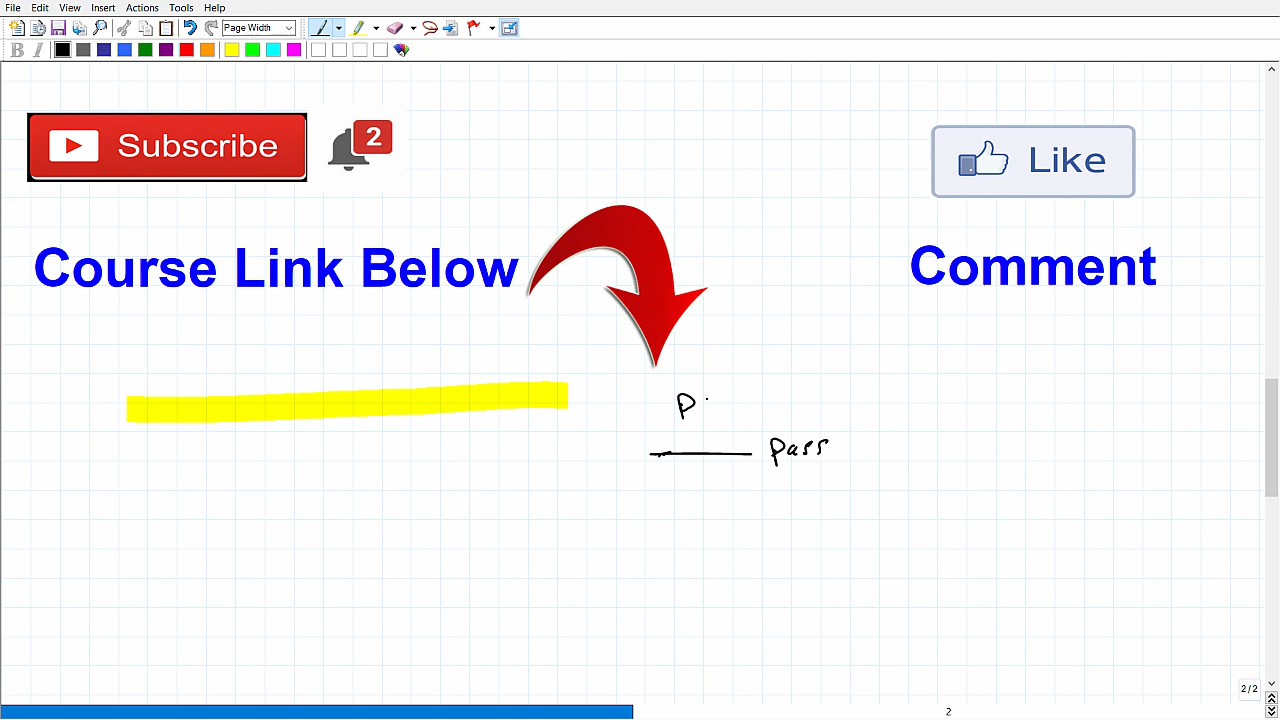 File Edit View Insert Actions Tools Help
Page Width
B I
Subscribe 2
Like
Course Link Below
Comment
P
Pass
2/2
2